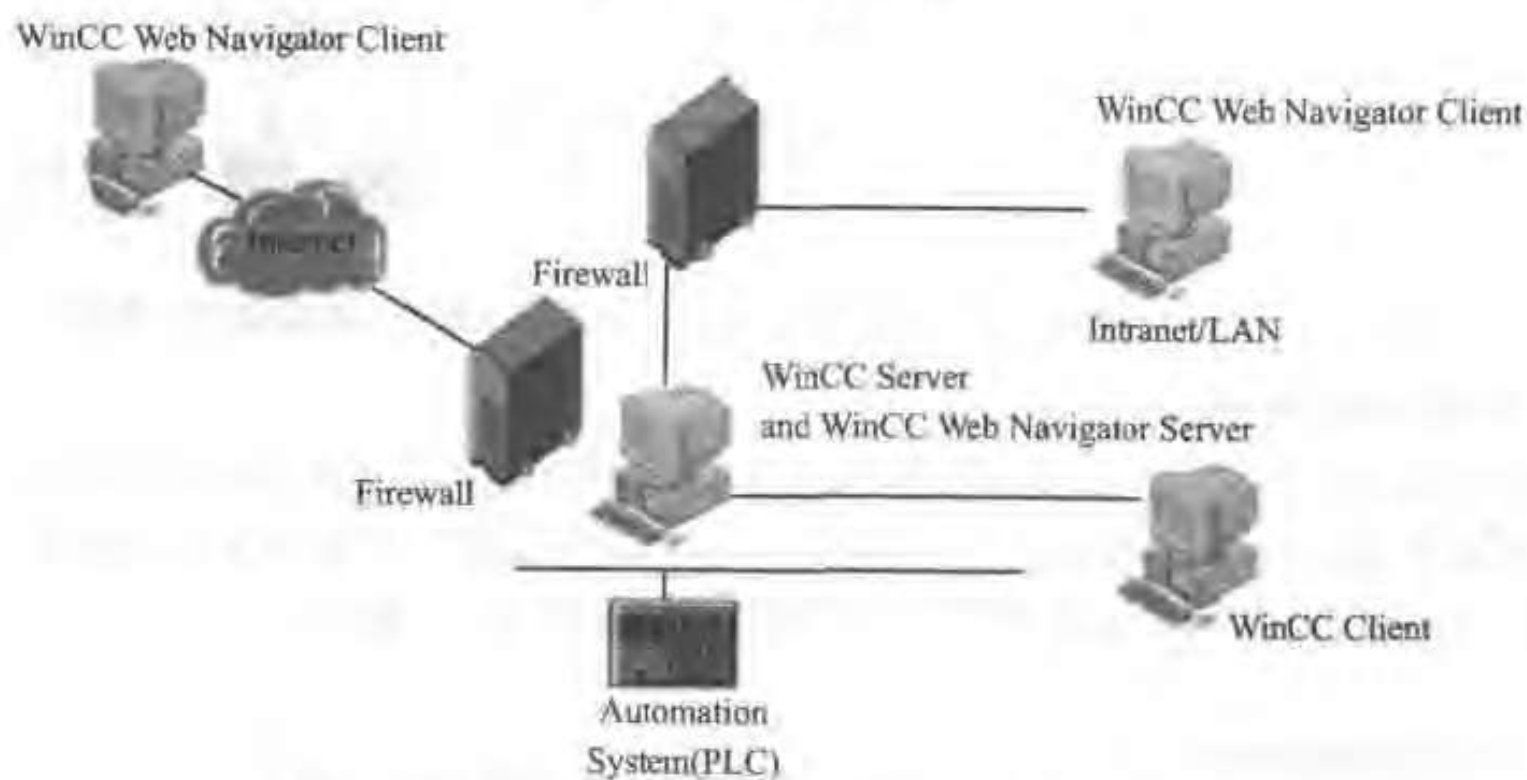 WinCC Web Navigator Client
WinCC Web Navigator Client
Internet
Firewall
Intranet/LAN
WinCC Server
and WinCC Web Navigator Server
Firewall
WinCC Client
Automation
System(PLC)